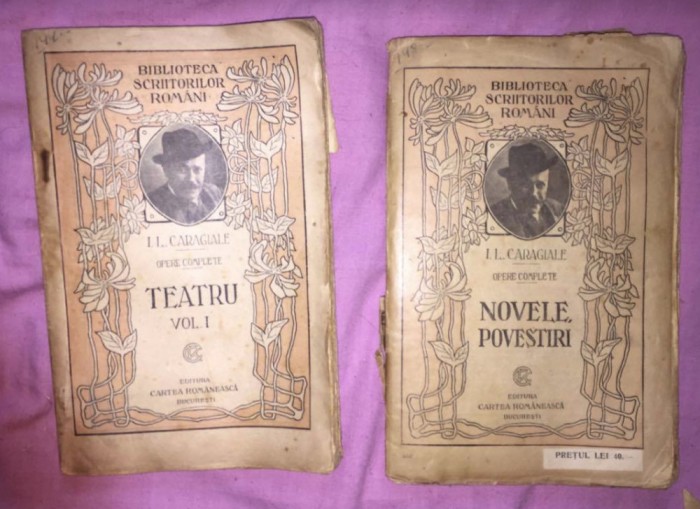 BIBLIOTECA
SCRIITORILOR
ROMÂNI
I. L. CARAGIALE
OPERE COMPLETE
TEATRU
VOL. I
EDITURA
CARTEA ROMÂNEASCĂ
BUCUREȘTI
BIBLIOTECA
SCRIITORILOR
ROMÂNI
I. L. CARAGIALE
OPERE COMPLETE
NOVELE,
POVESTIRI
EDITURA
CARTEA ROMÂNEASCĂ
BUCUREȘTI
PREȚUL LEI